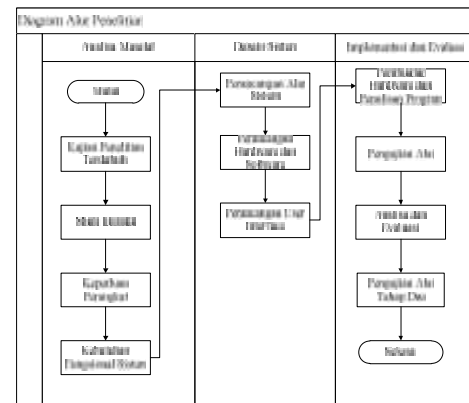 Diagram Alur Penelitian
Analisa Masalah
Desain Sistem
Implementasi dan Evaluasi
Mulai
Kajian Penelitian
Terdahulu
Studi Literatur
Kebutuhan
Perangkat
Kebutuhan
Fungsional Sistem
Perancangan Alur
Sistem
Perancangan
Hardware dan
Software
Perancangan User
Interface
Pembuatan
Hardware dan
Penulisan Program
Pengujian Alat
Analisa dan
Evaluasi
Pengujian Alat
Tahap Dua
Selesai